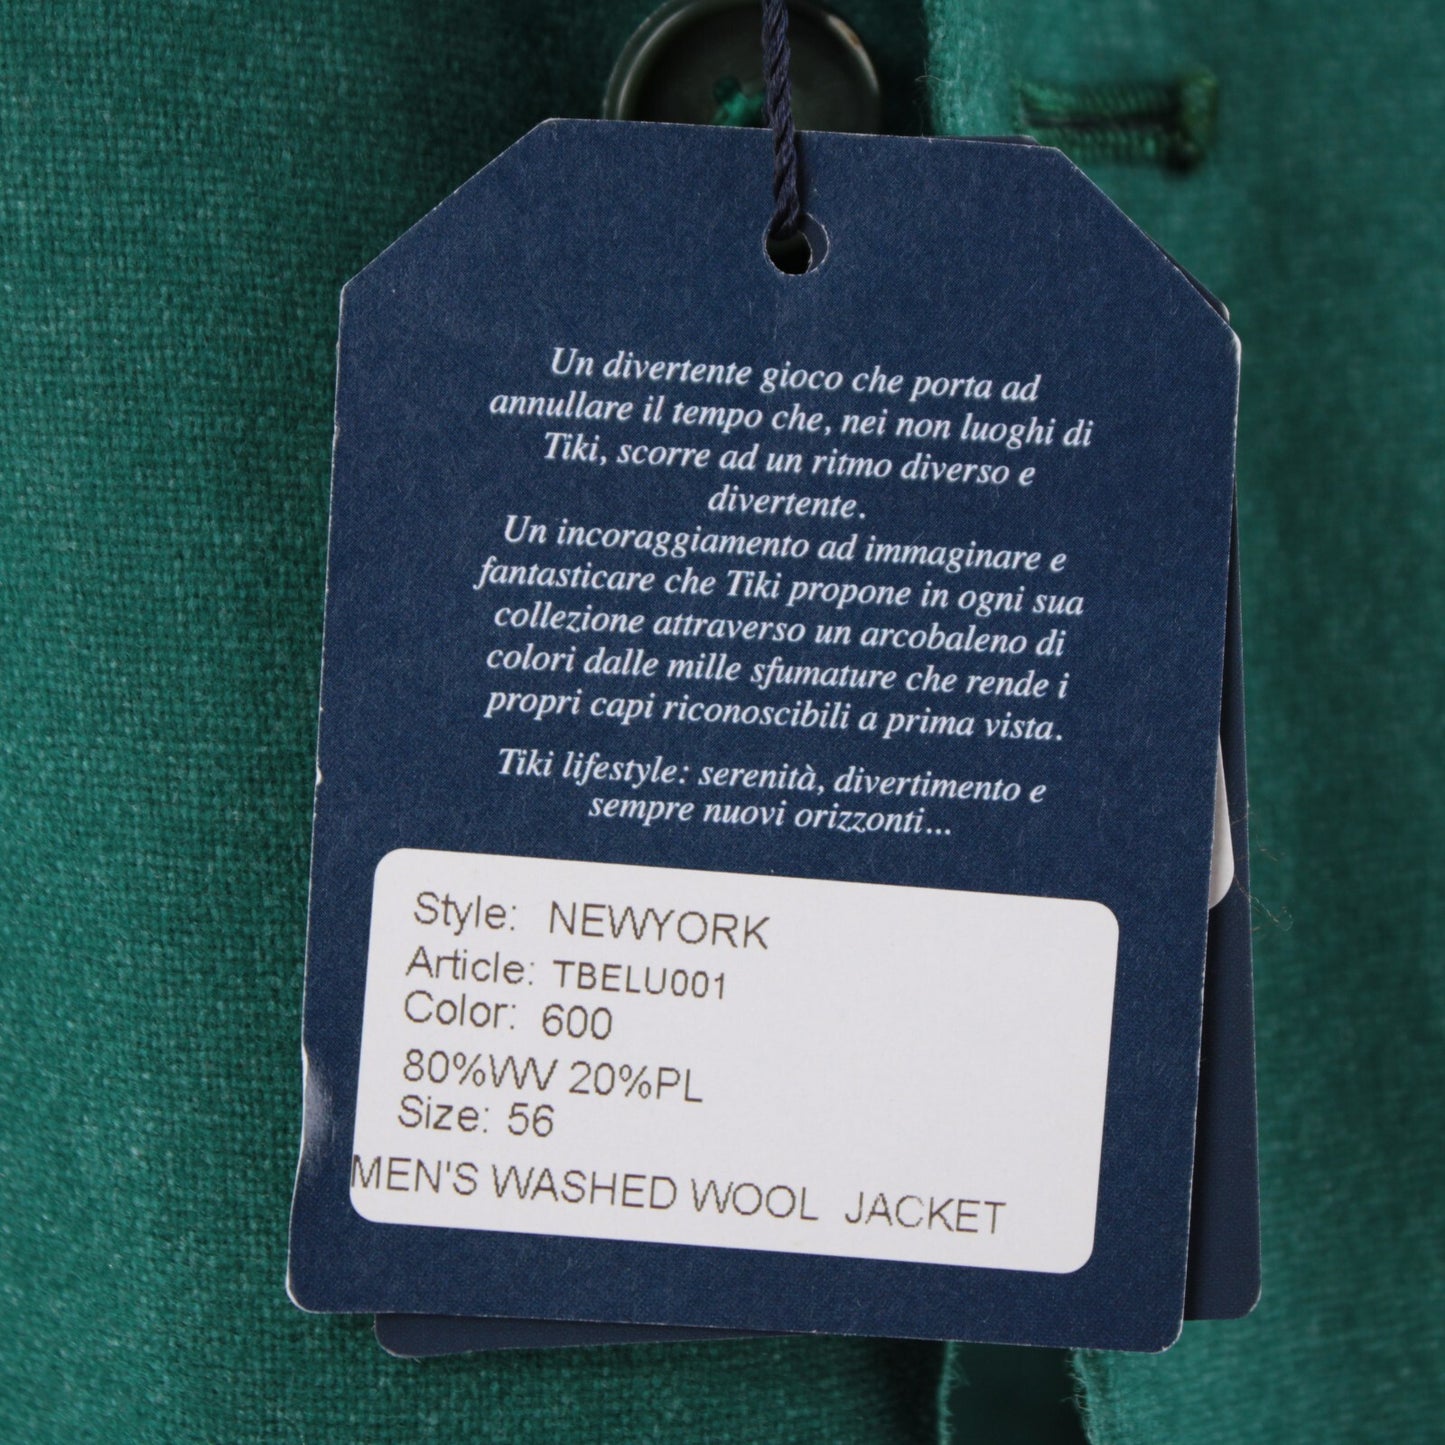 Un divertente gioco che porta ad
annullare il tempo che, nei non luoghi di
Tiki, scorre ad un ritmo diverso e
divertente.
Un incoraggiamento ad immaginare e
fantasticare che Tiki propone in ogni sua
collezione attraverso un arcobaleno di
colori dalle mille sfumature che rende i
propri capi riconoscibili a prima vista.
Tiki lifestyle: serenità, divertimento e
sempre nuovi orizzonti...
Style: NEWYORK
Article: TBELU001
Color: 600
80%WV 20%PL
Size: 56
MEN'S WASHED WOOL JACKET